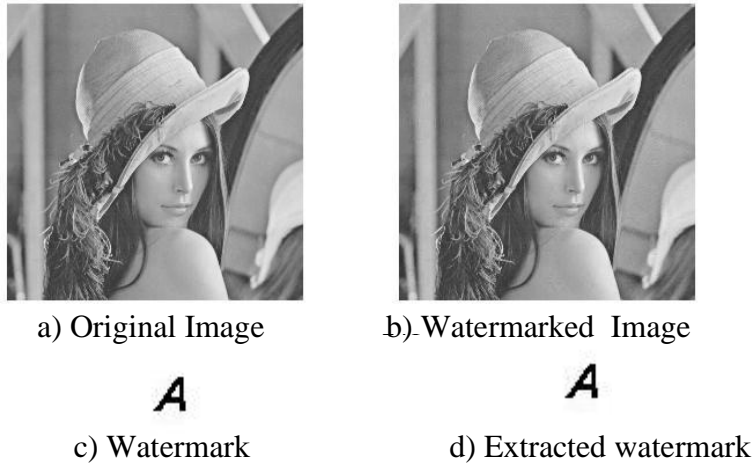 a) Original Image
b) Watermarked Image
A
A
c) Watermark
d) Extracted watermark